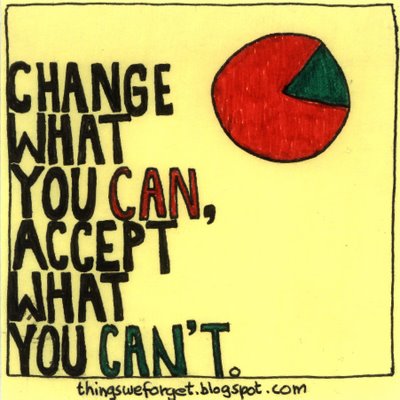 CHANGE
WHAT
YOU CAN,
ACCEPT
WHAT
YOU CAN'T.
thingsweforget.blogspot.com